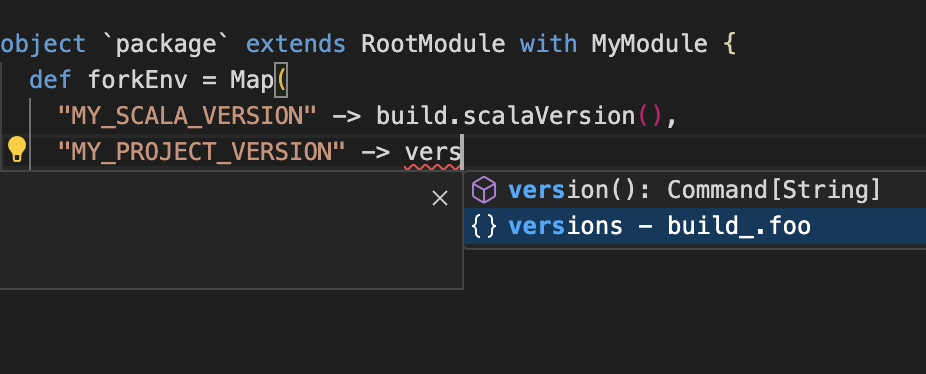 object `package` extends RootModule with MyModule {
def forkEnv = Map(
"MY_SCALA_VERSION" -> build.scalaVersion(),
"MY_PROJECT_VERSION" -> vers
version(): Command[String]
{} versions - build_.foo